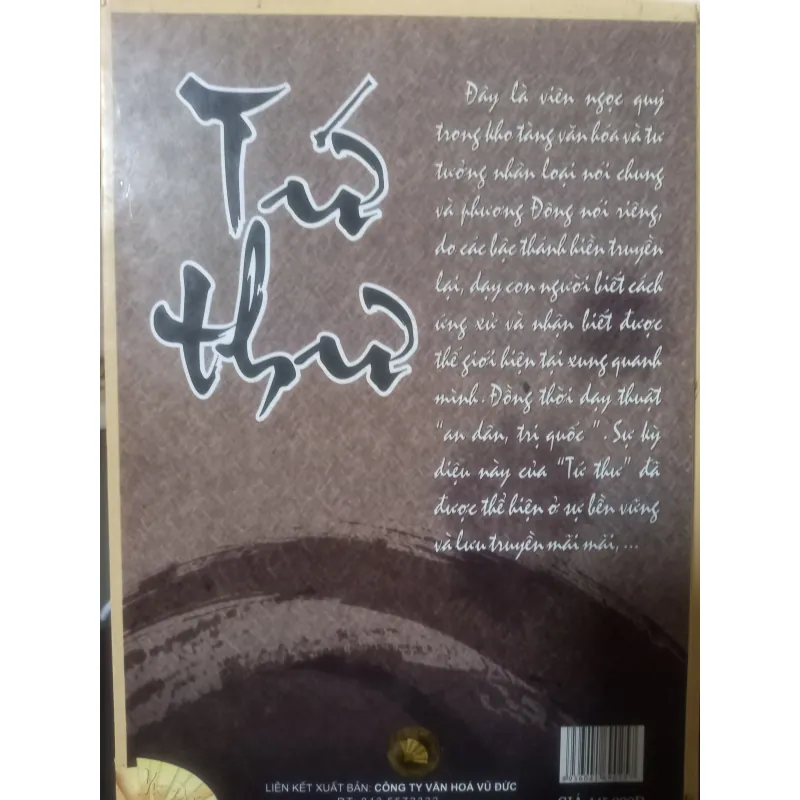 Tứ
thư
Đây là viên ngọc quý
trong kho tàng văn hóa và tư
tưởng nhân loại nói chung
và phương Đông nói riêng,
do các bậc thánh hiền truyền
lại, dạy con người biết cách
ứng xử và nhận biết được
thế giới hiện tại xung quanh
mình. Đồng thời dạy thuật
"an dân, trị quốc ". Sự kỳ
diệu này của "Tứ thư" đã
được thể hiện ở sự bền vững
và lưu truyền mãi mãi, ...
LIÊN KẾT XUẤT BẢN: CÔNG TY VĂN HOÁ VŨ ĐỨC